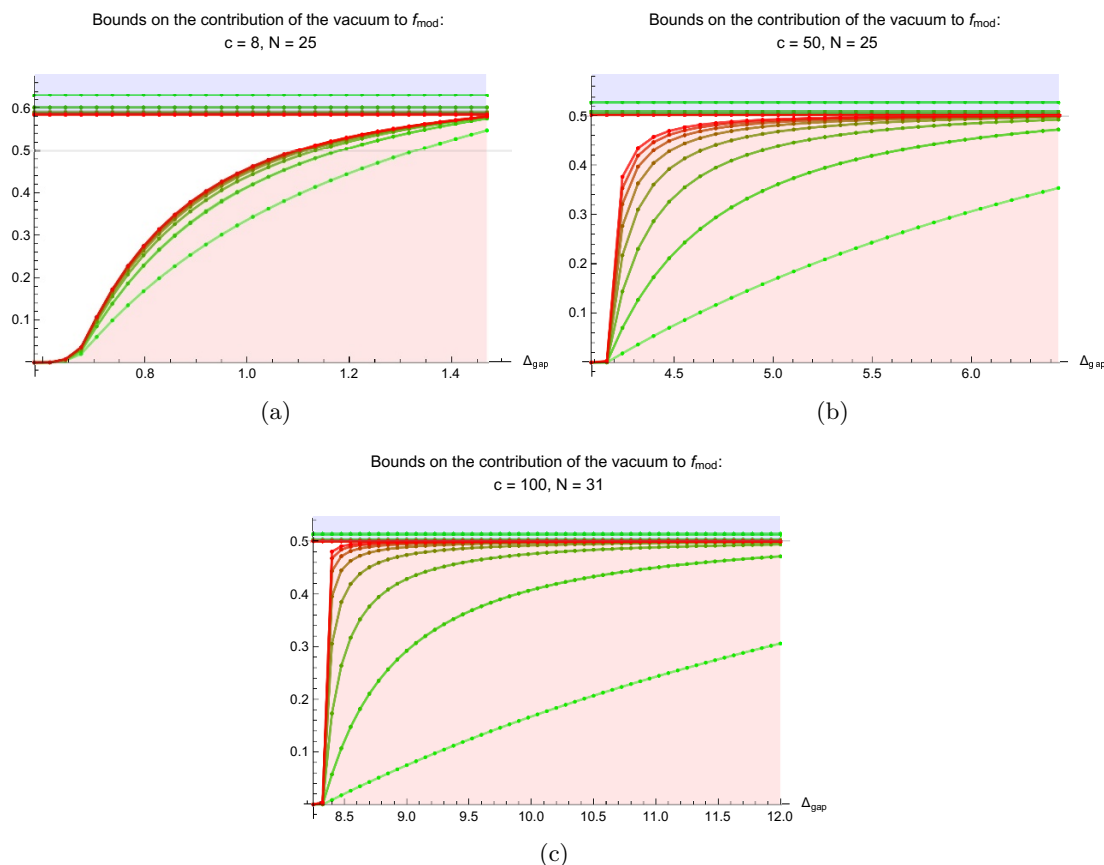 Bounds on the contribution of the vacuum to f_mod:
c = 8, N = 25
0.6
0.5
0.4
0.3
0.2
0.1
0.8 1.0 1.2 1.4
Δgap
(a)
Bounds on the contribution of the vacuum to f_mod:
c = 50, N = 25
0.5
0.4
0.3
0.2
0.1
4.5 5.0 5.5 6.0
Δgap
(b)
Bounds on the contribution of the vacuum to f_mod:
c = 100, N = 31
0.5
0.4
0.3
0.2
0.1
8.5 9.0 9.5 10.0 10.5 11.0 11.5 12.0
Δgap
(c)